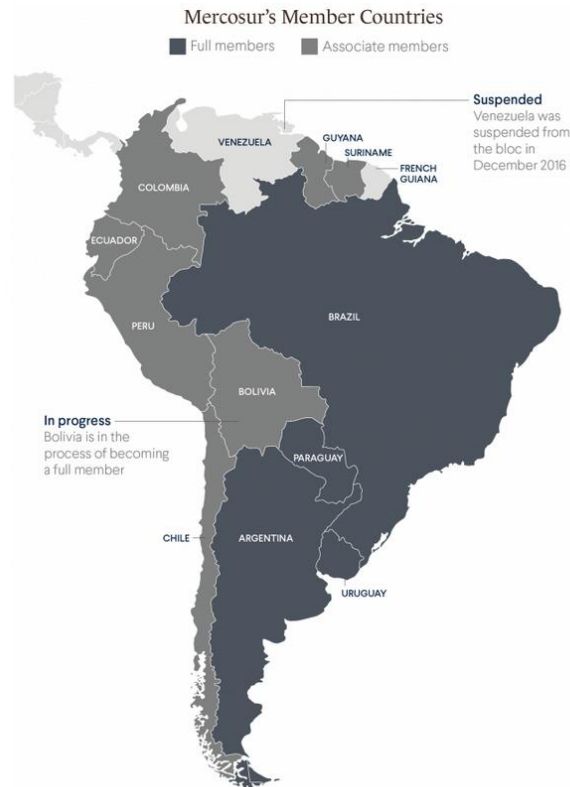 Mercosur's Member Countries
Full members
Associate members
Suspended
Venezuela was
suspended from
the bloc in
December 2016
VENEZUELA
GUYANA
SURINAME
FRENCH
GUIANA
COLOMBIA
ECUADOR
PERU
BRAZIL
BOLIVIA
In progress
Bolivia is in the
process of becoming
a full member
PARAGUAY
CHILE
ARGENTINA
URUGUAY